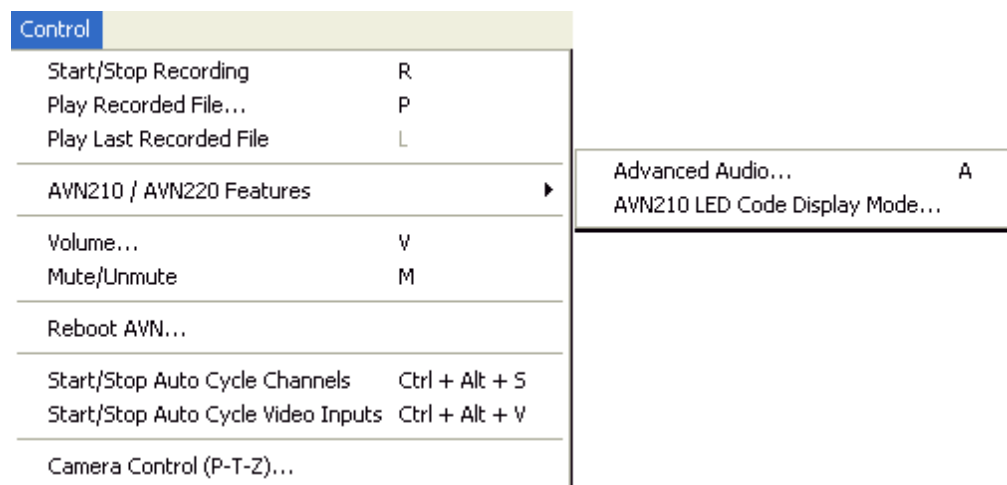 Control
Start/Stop Recording R
Play Recorded File... P
Play Last Recorded File L
AVN210 / AVN220 Features
Advanced Audio... A
AVN210 LED Code Display Mode...
Volume... V
Mute/Unmute M
Reboot AVN...
Start/Stop Auto Cycle Channels Ctrl + Alt + S
Start/Stop Auto Cycle Video Inputs Ctrl + Alt + V
Camera Control (P-T-Z)...